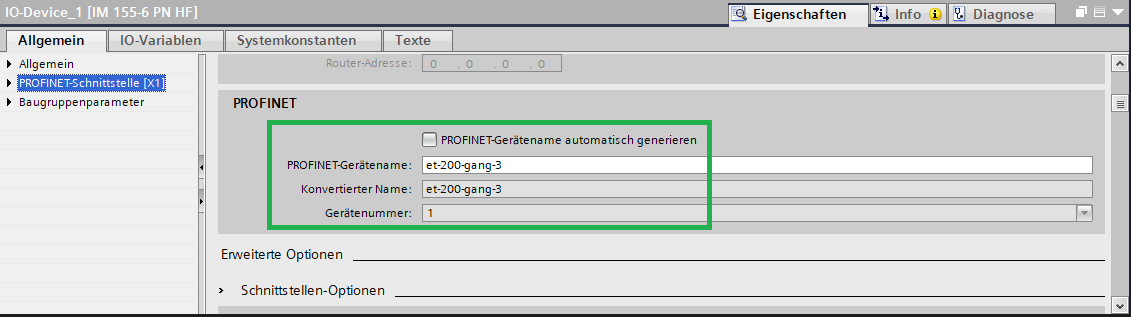 IO-Device_1 [IM 155-6 PN HF]
Eigenschaften Info Diagnose
Allgemein IO-Variablen Systemkonstanten Texte
Allgemein
PROFINET-Schnittstelle [X1]
Baugruppenparameter
Router-Adresse: 0 . 0 . 0 . 0
PROFINET
PROFINET-Gerätename automatisch generieren
PROFINET-Gerätename: et-200-gang-3
Konvertierter Name: et-200-gang-3
Gerätenummer: 1
Erweiterte Optionen
Schnittstellen-Optionen